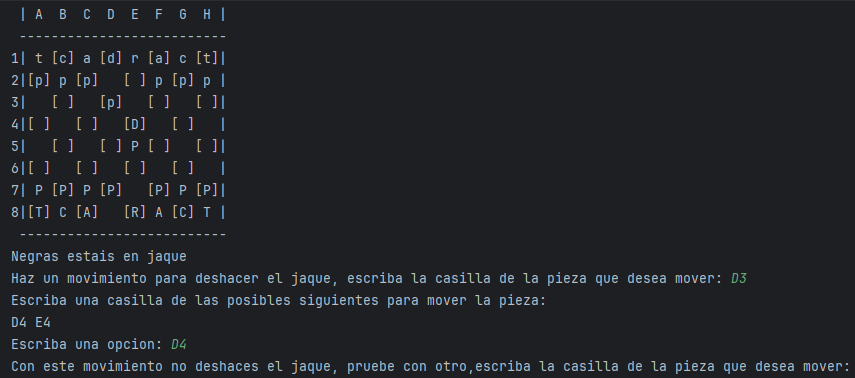 | A  B  C  D  E  F  G  H |
 --------------------------
1| t [c] a [d] r [a] c [t]|
2|[p] p [p]   [ ] p [p] p |
3|   [ ]   [p]   [ ]   [ ]|
4|[ ]   [ ]   [D]   [ ]   |
5|   [ ]   [ ] P [ ]   [ ]|
6|[ ]   [ ]   [ ]   [ ]   |
7| P [P] P [P]   [P] P [P]|
8|[T] C [A]   [R] A [C] T |
 --------------------------
Negras estais en jaque
Haz un movimiento para deshacer el jaque, escriba la casilla de la pieza que desea mover: D3
Escriba una casilla de las posibles siguientes para mover la pieza:
D4 E4
Escriba una opcion: D4
Con este movimiento no deshaces el jaque, pruebe con otro,escriba la casilla de la pieza que desea mover: